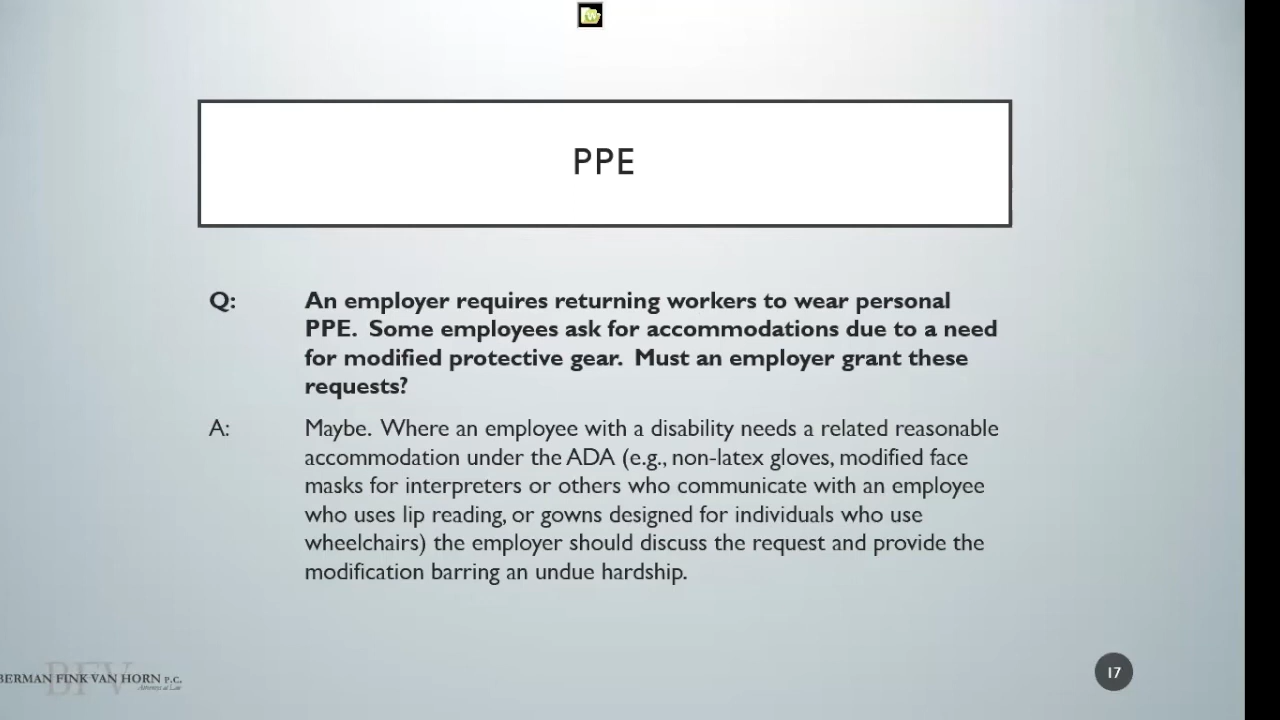 PPE
Q: An employer requires returning workers to wear personal
PPE. Some employees ask for accommodations due to a need
for modified protective gear. Must an employer grant these
requests?
A: Maybe. Where an employee with a disability needs a related reasonable
accommodation under the ADA (e.g., non-latex gloves, modified face
masks for interpreters or others who communicate with an employee
who uses lip reading, or gowns designed for individuals who use
wheelchairs) the employer should discuss the request and provide the
modification barring an undue hardship.
BFV
BERMAN FINK VAN HORN P.C.
Attorneys at Law
17